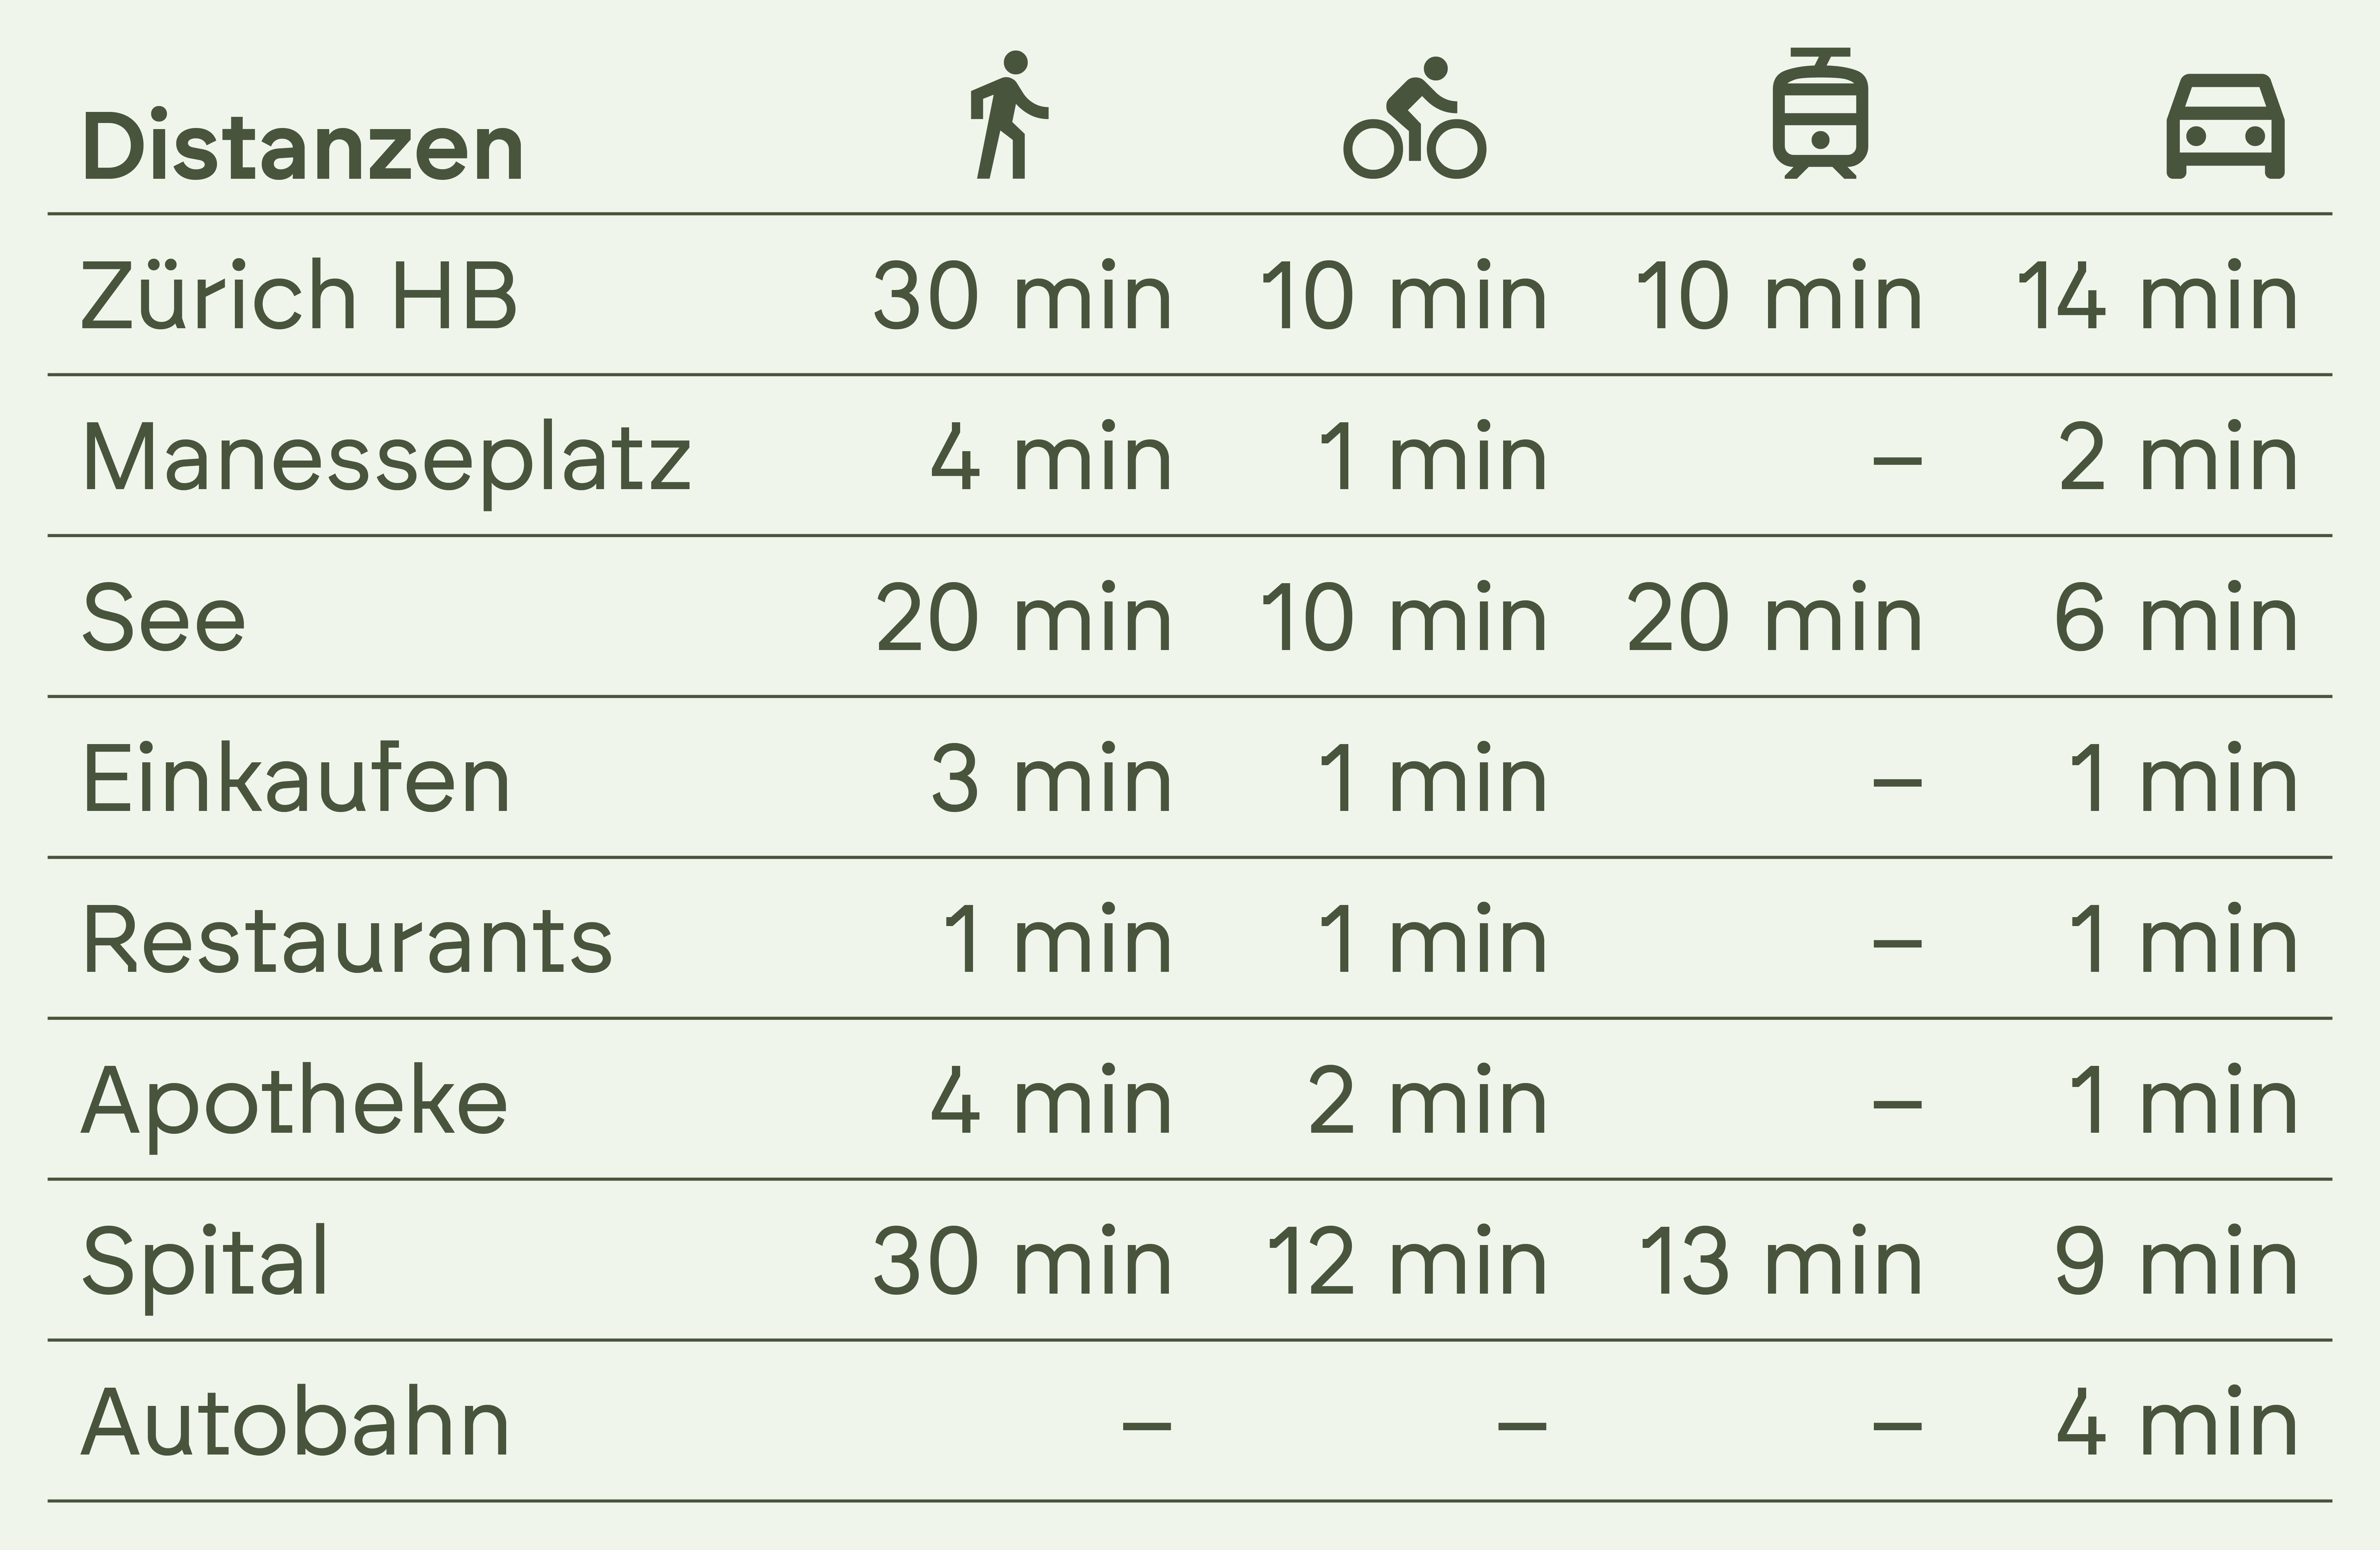 Distanzen
Zürich HB 30 min 10 min 10 min 14 min
Manesseplatz 4 min 1 min – 2 min
See 20 min 10 min 20 min 6 min
Einkaufen 3 min 1 min – 1 min
Restaurants 1 min 1 min – 1 min
Apotheke 4 min 2 min – 1 min
Spital 30 min 12 min 13 min 9 min
Autobahn – – – 4 min